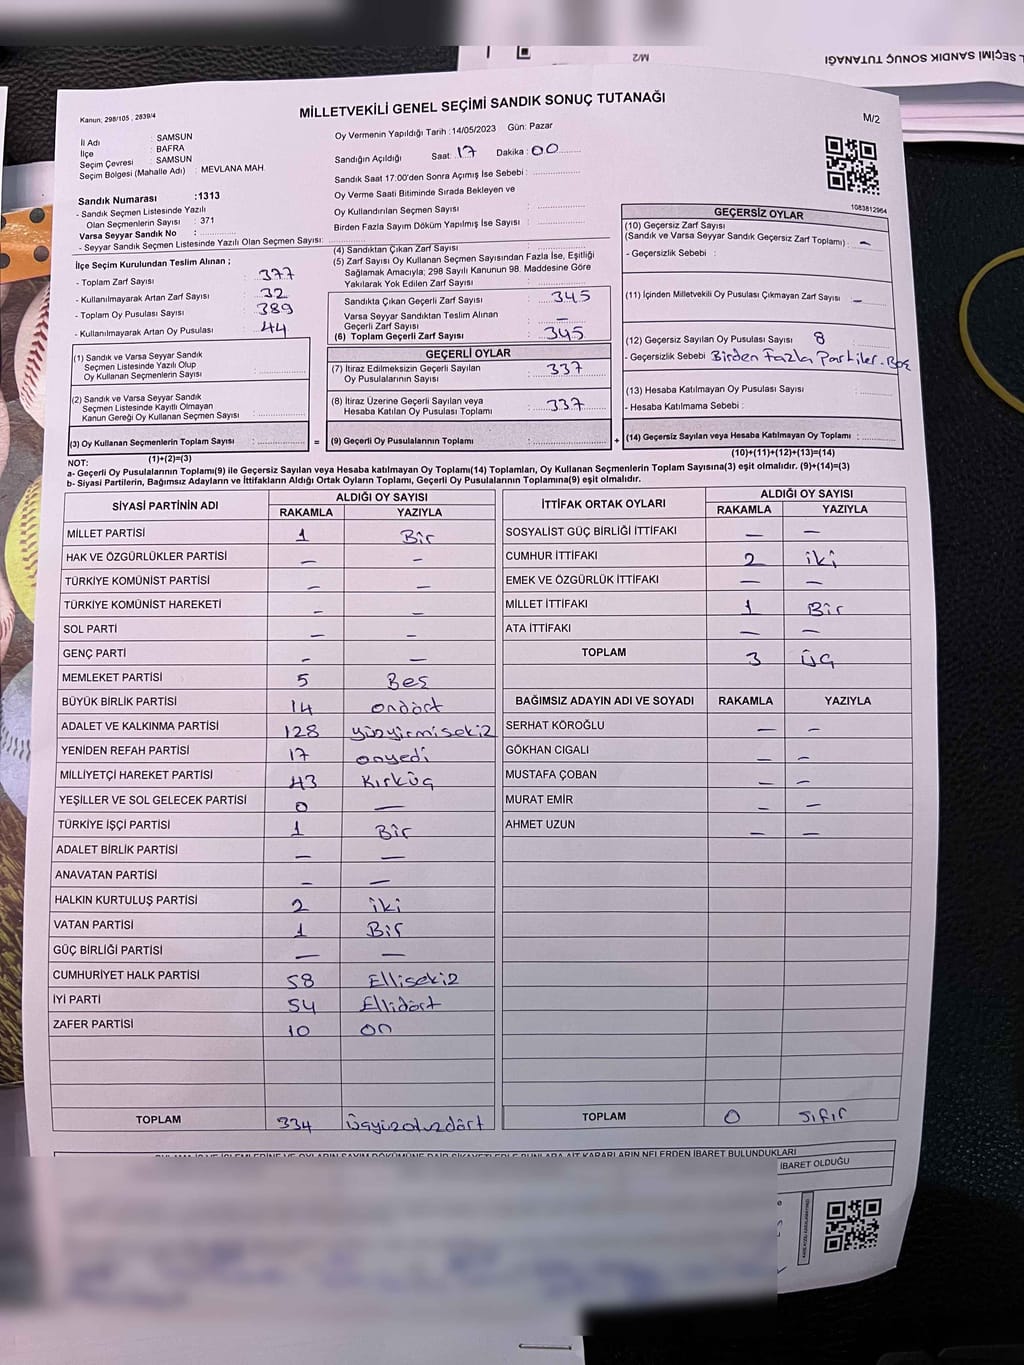 İ SEÇİMİ SANDIK SONUÇ TUTANAĞI
M/2
Kanun; 298/105 , 2839/4
MİLLETVEKİLİ GENEL SEÇİMİ SANDIK SONUÇ TUTANAĞI
M/2
İl Adı : SAMSUN
İlçe : BAFRA
Seçim Çevresi : SAMSUN
Seçim Bölgesi (Mahalle Adı) : MEVLANA MAH
Sandık Numarası :1313
- Sandık Seçmen Listesinde Yazılı
Olan Seçmenlerin Sayısı : 371
Varsa Seyyar Sandık No :
- Seyyar Sandık Seçmen Listesinde Yazılı Olan Seçmen Sayısı:
Oy Vermenin Yapıldığı Tarih :14/05/2023 Gün: Pazar
Sandığın Açıldığı Saat: 17 Dakika : 00
Sandık Saat 17:00'den Sonra Açımış İse Sebebi :
Oy Verme Saati Bitiminde Sırada Bekleyen ve
Oy Kullandırılan Seçmen Sayısı :
Birden Fazla Sayım Döküm Yapılmış İse Sayısı :
1083812964
İlçe Seçim Kurulundan Teslim Alınan ;
- Toplam Zarf Sayısı : 377
- Kullanılmayarak Artan Zarf Sayısı : 32
- Toplam Oy Pusulası Sayısı : 389
- Kullanılmayarak Artan Oy Pusulası : 44
(4) Sandıktan Çıkan Zarf Sayısı :
(5) Zarf Sayısı Oy Kullanan Seçmen Sayısından Fazla İse, Eşitliği
Sağlamak Amacıyla; 298 Sayılı Kanunun 98. Maddesine Göre
Yakılarak Yok Edilen Zarf Sayısı :
Sandıkta Çıkan Geçerli Zarf Sayısı : 345
Varsa Seyyar Sandıktan Teslim Alınan
Geçerli Zarf Sayısı : —
(6) Toplam Geçerli Zarf Sayısı : 345
GEÇERSİZ OYLAR
(10) Geçersiz Zarf Sayısı
(Sandık ve Varsa Seyyar Sandık Geçersiz Zarf Toplamı) : —
- Geçersizlik Sebebi :
(11) İçinden Milletvekili Oy Pusulası Çıkmayan Zarf Sayısı : —
(12) Geçersiz Sayılan Oy Pusulası Sayısı : 8
- Geçersizlik Sebebi Birden Fazla Partiler. Boş
(13) Hesaba Katılmayan Oy Pusulası Sayısı :
- Hesaba Katılmama Sebebi :
(14) Geçersiz Sayılan veya Hesaba Katılmayan Oy Toplamı :
(10)+(11)+(12)+(13)=(14)
(1) Sandık ve Varsa Seyyar Sandık
Seçmen Listesinde Yazılı Olup
Oy Kullanan Seçmenlerin Sayısı :
(2) Sandık ve Varsa Seyyar Sandık
Seçmen Listesinde Kayıtlı Olmayan
Kanun Gereği Oy Kullanan Seçmen Sayısı :
(3) Oy Kullanan Seçmenlerin Toplam Sayısı :
(1)+(2)=(3)
GEÇERLİ OYLAR
(7) İtiraz Edilmeksizin Geçerli Sayılan
Oy Pusulalarının Sayısı : 337
(8) İtiraz Üzerine Geçerli Sayılan veya
Hesaba Katılan Oy Pusulası Toplamı : 337
= (9) Geçerli Oy Pusulalarının Toplamı : +
NOT:
a- Geçerli Oy Pusulalarının Toplamı(9) ile Geçersiz Sayılan veya Hesaba katılmayan Oy Toplamı(14) Toplamları, Oy Kullanan Seçmenlerin Toplam Sayısına(3) eşit olmalıdır. (9)+(14)=(3)
b- Siyasi Partilerin, Bağımsız Adayların ve İttifakların Aldığı Ortak Oyların Toplamı, Geçerli Oy Pusulalarının Toplamına(9) eşit olmalıdır.
SİYASİ PARTİNİN ADI ALDIĞI OY SAYISI
RAKAMLA YAZIYLA
MİLLET PARTİSİ 1 Bir
HAK VE ÖZGÜRLÜKLER PARTİSİ — —
TÜRKİYE KOMÜNİST PARTİSİ — —
TÜRKİYE KOMÜNİST HAREKETİ — —
SOL PARTİ — —
GENÇ PARTİ — —
MEMLEKET PARTİSİ 5 Beş
BÜYÜK BİRLİK PARTİSİ 14 ondört
ADALET VE KALKINMA PARTİSİ 128 yüzyirmisekiz
YENİDEN REFAH PARTİSİ 17 onyedi
MİLLİYETÇİ HAREKET PARTİSİ 43 Kırküç
YEŞİLLER VE SOL GELECEK PARTİSİ 0 —
TÜRKİYE İŞÇİ PARTİSİ 1 Bir
ADALET BİRLİK PARTİSİ — —
ANAVATAN PARTİSİ — —
HALKIN KURTULUŞ PARTİSİ 2 iki
VATAN PARTİSİ 1 Bir
GÜÇ BİRLİĞİ PARTİSİ — —
CUMHURİYET HALK PARTİSİ 58 Ellisekiz
İYİ PARTİ 54 Ellidört
ZAFER PARTİSİ 10 on
TOPLAM 334 üçyüzotuzdört
İTTİFAK ORTAK OYLARI ALDIĞI OY SAYISI
RAKAMLA YAZIYLA
SOSYALİST GÜÇ BİRLİĞİ İTTİFAKI — —
CUMHUR İTTİFAKI 2 iki
EMEK VE ÖZGÜRLÜK İTTİFAKI — —
MİLLET İTTİFAKI 1 Bir
ATA İTTİFAKI — —
TOPLAM 3 üç
BAĞIMSIZ ADAYIN ADI VE SOYADI RAKAMLA YAZIYLA
SERHAT KÖROĞLU — —
GÖKHAN CIGALI — —
MUSTAFA ÇOBAN — —
MURAT EMİR — —
AHMET UZUN — —
TOPLAM 0 sıfır
KARARLARIN NELERDEN İBARET BULUNDUKLARI
İBARET OLDUĞU